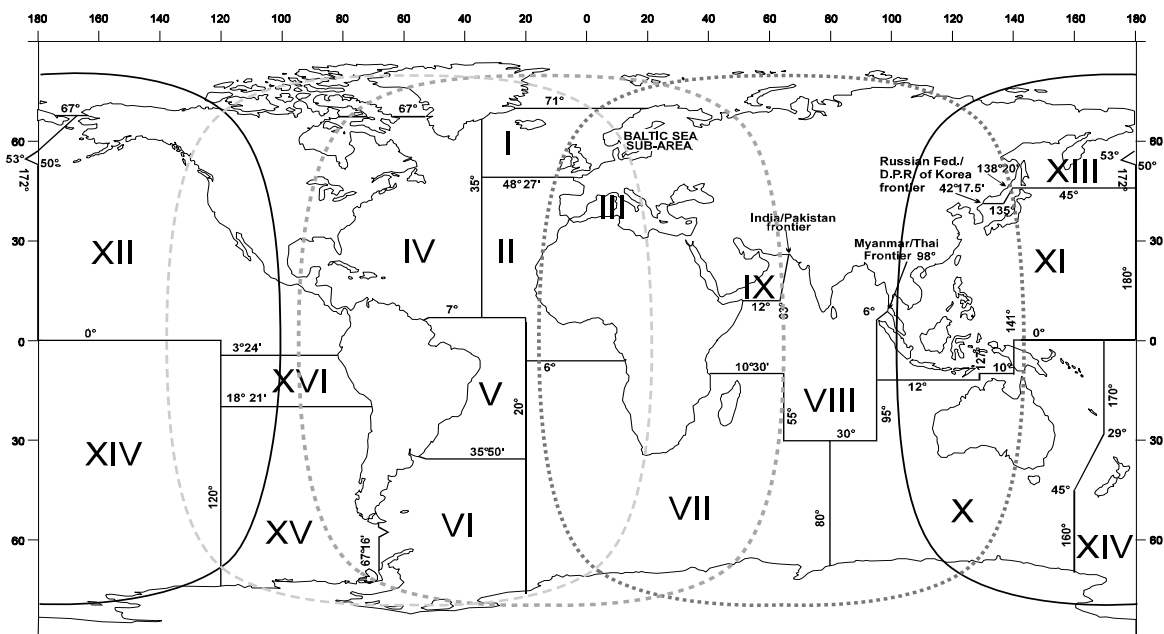 180 160 140 120 100 80 60 40 20 0 20 40 60 80 100 120 140 160 180
67° 67° 71°
60 60
I
BALTIC SEA
SUB-AREA
53° 50° 172°
35°
48° 27'
Russian Fed./
D.P.R. of Korea
frontier 42°17.5'
138°20'
XIII
53°
50°
172°
45°
135°
III
India/Pakistan
frontier
Myanmar/Thai
Frontier 98°
30 30
XII
IV
II
IX
XI
180°
12°
63°
6°
7°
141°
0 0
0°
0°
3°24'
6°
127°
10°
10°30'
12°
XVI
V
VIII
18° 21'
20°
55°
95°
170°
30 30
30°
29°
XIV
35°50'
45°
120°
XV
VI
VII
X
80°
67°16'
160°
XIV
60 60